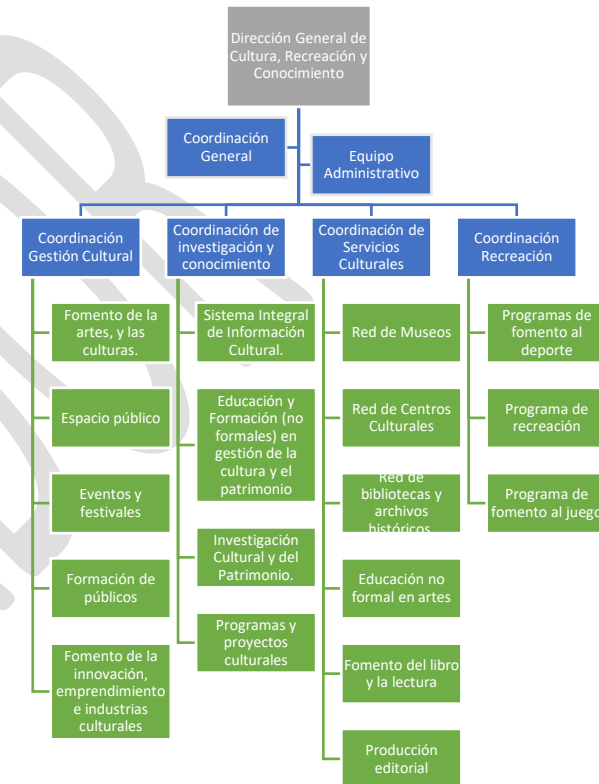 Dirección General de
Cultura, Recreación y
Conocimiento
Coordinación
General
Equipo
Administrativo
Coordinación
Gestión Cultural
Fomento de la
artes, y las
culturas.
Espacio público
Eventos y
festivales
Formación de
públicos
Fomento de la
innovación,
emprendimiento
e industrias
culturales
Coordinación de
investigación y
conocimiento
Sistema Integral
de Información
Cultural.
Educación y
Formación (no
formales) en
gestión de la
cultura y el
patrimonio
Investigación
Cultural y del
Patrimonio.
Programas y
proyectos
culturales
Coordinación de
Servicios
Culturales
Red de Museos
Red de Centros
Culturales
Red de
bibliotecas y
archivos
históricos
Educación no
formal en artes
Fomento del libro
y la lectura
Producción
editorial
Coordinación
Recreación
Programas de
fomento al
deporte
Programa de
recreación
Programa de
fomento al juego